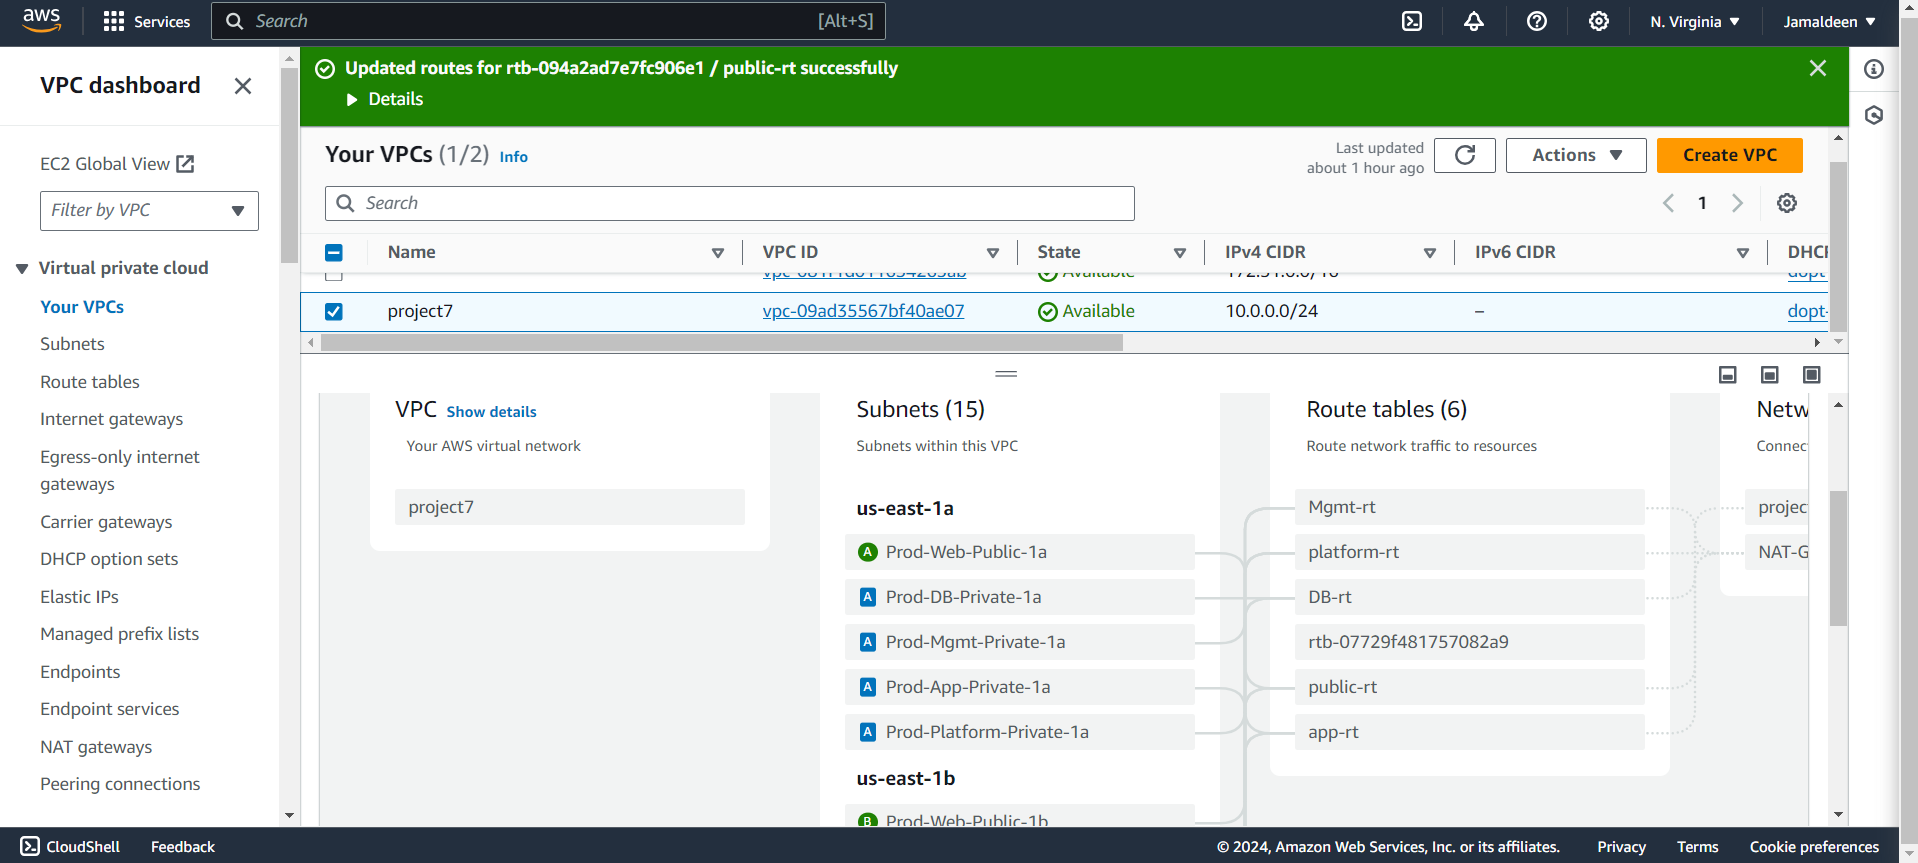 aws
Services
Search
[Alt+S]
N. Virginia
Jamaldeen
VPC dashboard
EC2 Global View
Filter by VPC
Virtual private cloud
Your VPCs
Subnets
Route tables
Internet gateways
Egress-only internet
gateways
Carrier gateways
DHCP option sets
Elastic IPs
Managed prefix lists
Endpoints
Endpoint services
NAT gateways
Peering connections
Updated routes for rtb-094a2ad7e7fc906e1 / public-rt successfully
Details
Your VPCs (1/2) Info
Last updated
about 1 hour ago
Actions
Create VPC
Search
1
Name
VPC ID
State
IPv4 CIDR
IPv6 CIDR
DHCP
Available
dopt-
project7
vpc-09ad35567bf40ae07
Available
10.0.0.0/24
–
dopt-
VPC Show details
Your AWS virtual network
project7
Subnets (15)
Subnets within this VPC
us-east-1a
A Prod-Web-Public-1a
A Prod-DB-Private-1a
A Prod-Mgmt-Private-1a
A Prod-App-Private-1a
A Prod-Platform-Private-1a
us-east-1b
B Prod-Web-Public-1b
Route tables (6)
Route network traffic to resources
Mgmt-rt
platform-rt
DB-rt
rtb-07729f481757082a9
public-rt
app-rt
Netw
Connec
projec
NAT-G
CloudShell
Feedback
© 2024, Amazon Web Services, Inc. or its affiliates.
Privacy
Terms
Cookie preferences